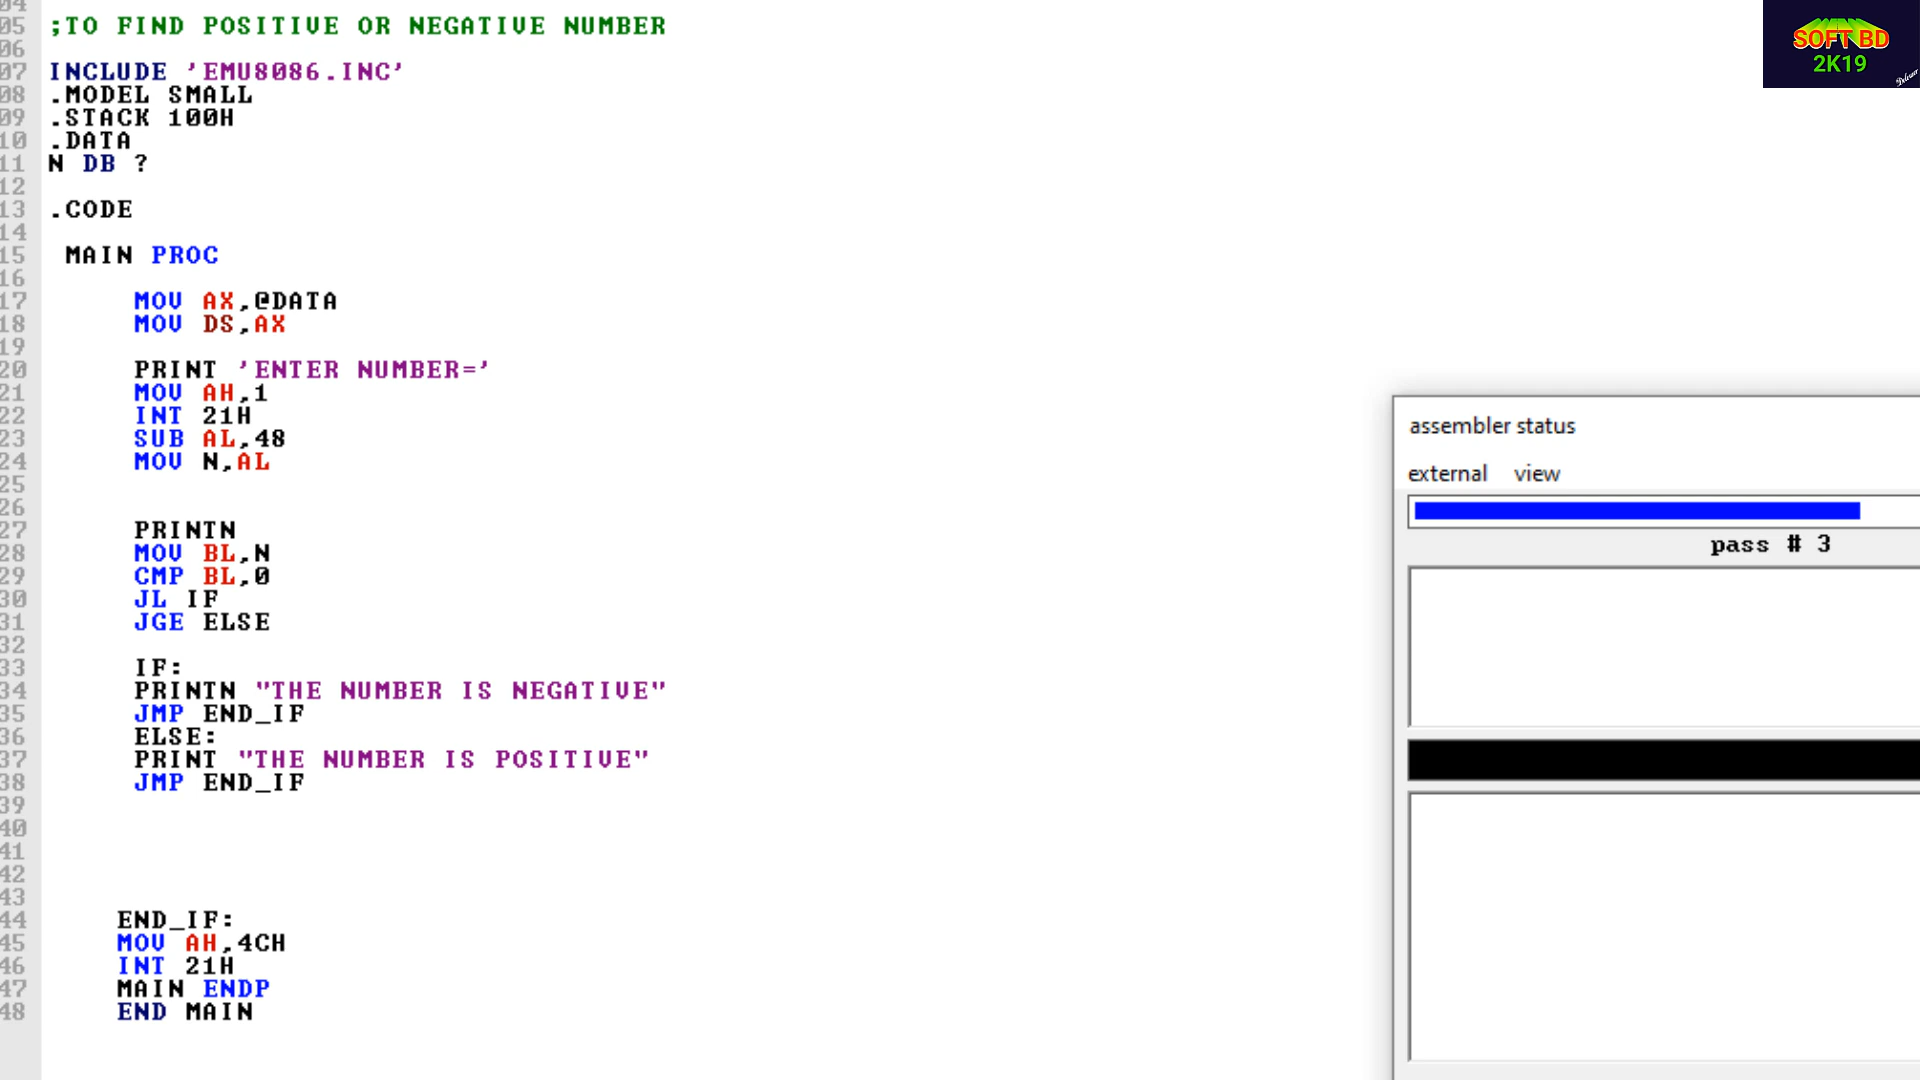 04
05 ;TO FIND POSITIVE OR NEGATIVE NUMBER
06
07 INCLUDE 'EMU8086.INC'
08 .MODEL SMALL
09 .STACK 100H
10 .DATA
11 N DB ?
12
13 .CODE
14
15 MAIN PROC
16
17 MOV AX,@DATA
18 MOV DS,AX
19
20 PRINT 'ENTER NUMBER='
21 MOV AH,1
22 INT 21H
23 SUB AL,48
24 MOV N,AL
25
26
27 PRINTN
28 MOV BL,N
29 CMP BL,0
30 JL IF
31 JGE ELSE
32
33 IF:
34 PRINTN "THE NUMBER IS NEGATIVE"
35 JMP END_IF
36 ELSE:
37 PRINT "THE NUMBER IS POSITIVE"
38 JMP END_IF
39
40
41
42
43
44 END_IF:
45 MOV AH,4CH
46 INT 21H
47 MAIN ENDP
48 END MAIN
SOFT BD
2K19
assembler status
external view
pass # 3